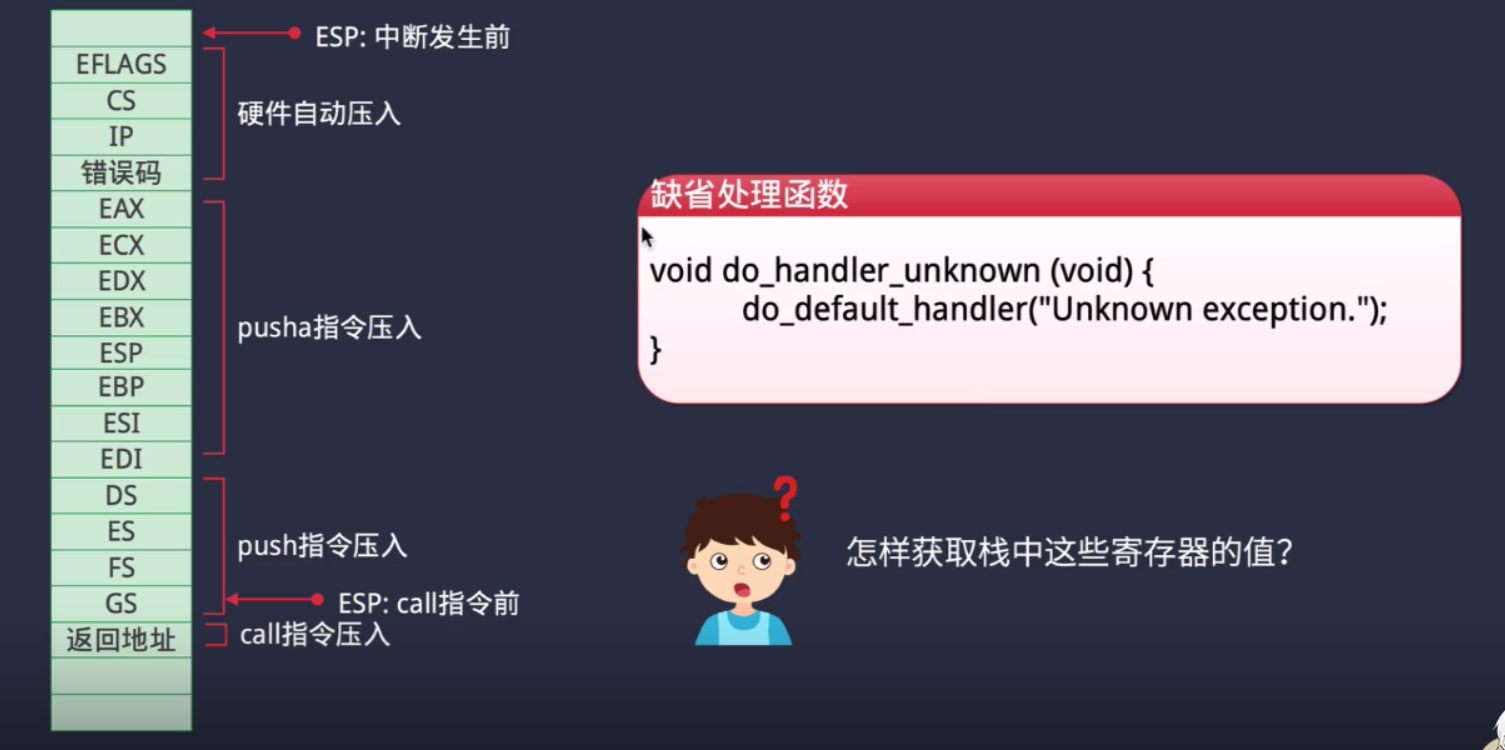 ESP: 中断发生前
EFLAGS
CS
IP
错误码
硬件自动压入
EAX
ECX
EDX
EBX
ESP
EBP
ESI
EDI
pusha指令压入
DS
ES
FS
GS
push指令压入
ESP: call指令前
返回地址
call指令压入
缺省处理函数
void do_handler_unknown (void) {
do_default_handler("Unknown exception.");
}
?
怎样获取栈中这些寄存器的值?